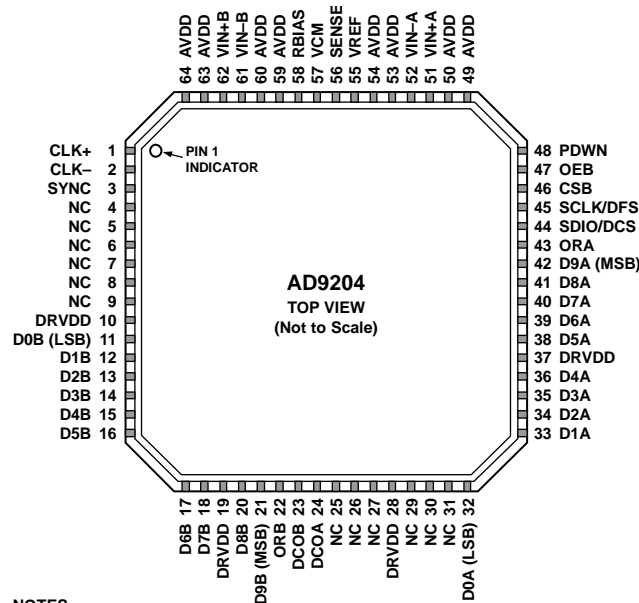 64 AVDD
63 AVDD
62 VIN+B
61 VIN–B
60 AVDD
59 AVDD
58 RBIAS
57 VCM
56 SENSE
55 VREF
54 AVDD
53 AVDD
52 VIN–A
51 VIN+A
50 AVDD
49 AVDD
CLK+ 1
CLK– 2
SYNC 3
NC 4
NC 5
NC 6
NC 7
NC 8
NC 9
DRVDD 10
D0B (LSB) 11
D1B 12
D2B 13
D3B 14
D4B 15
D5B 16
PIN 1
INDICATOR
AD9204
TOP VIEW
(Not to Scale)
48 PDWN
47 OEB
46 CSB
45 SCLK/DFS
44 SDIO/DCS
43 ORA
42 D9A (MSB)
41 D8A
40 D7A
39 D6A
38 D5A
37 DRVDD
36 D4A
35 D3A
34 D2A
33 D1A
D6B 17
D7B 18
DRVDD 19
D8B 20
D9B (MSB) 21
ORB 22
DCOB 23
DCOA 24
NC 25
NC 26
NC 27
DRVDD 28
NC 29
NC 30
NC 31
D0A (LSB) 32